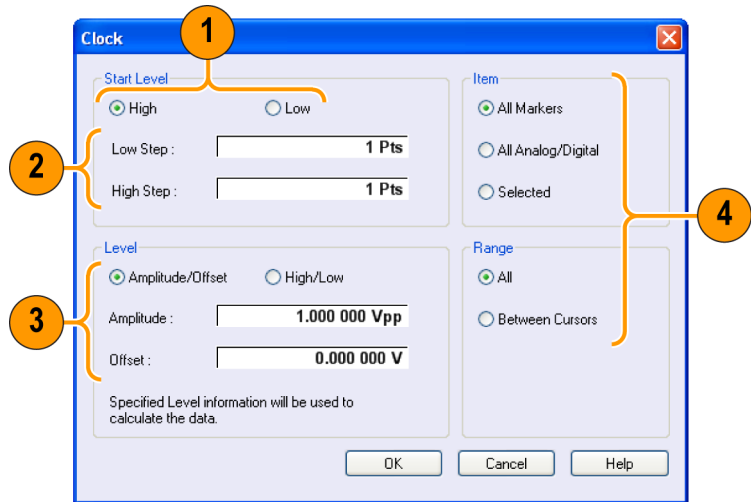 1
Clock
Start Level
High
Low
Low Step :
1 Pts
High Step :
1 Pts
2
Item
All Markers
All Analog/Digital
Selected
4
Level
Amplitude/Offset
High/Low
Amplitude :
1.000 000 Vpp
Offset :
0.000 000 V
3
Specified Level information will be used to
calculate the data.
Range
All
Between Cursors
OK
Cancel
Help